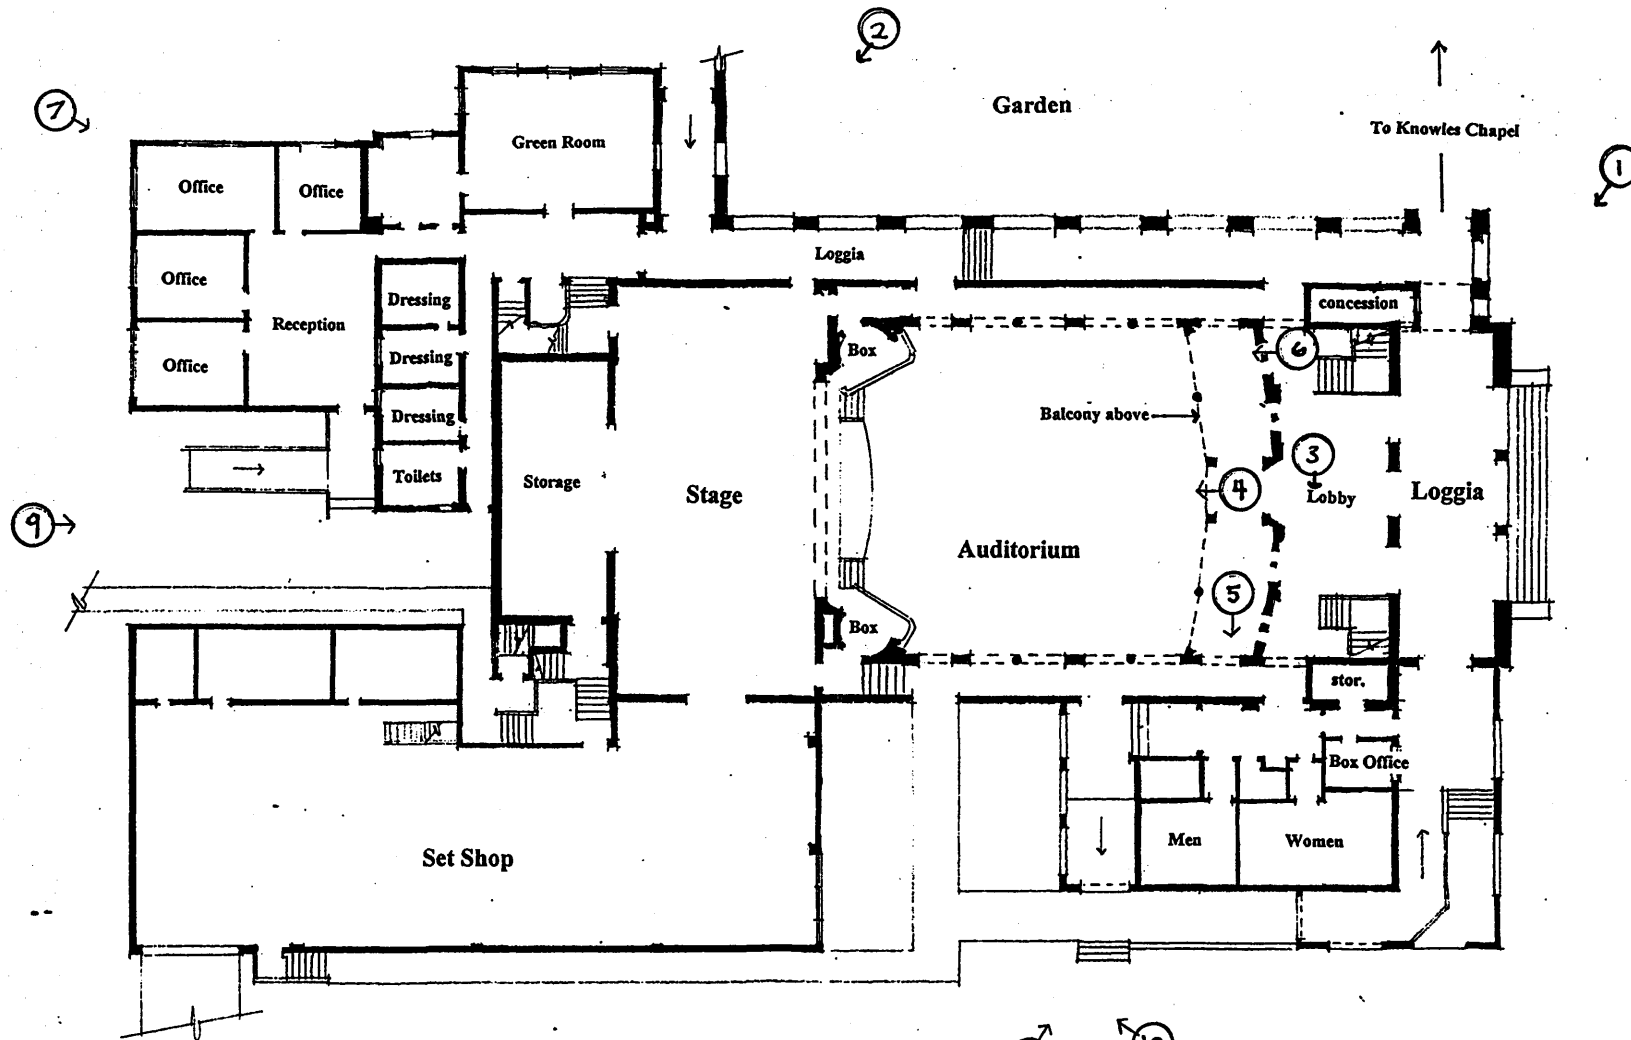 2
7
Garden
To Knowles Chapel
1
Green Room
Office
Office
Loggia
Office
Dressing
concession
Reception
Box
6
Dressing
Office
Balcony above
Dressing
3
Toilets
Storage
Stage
4
Lobby
Loggia
9
Auditorium
5
Box
stor.
Box Office
Men
Women
Set Shop
10